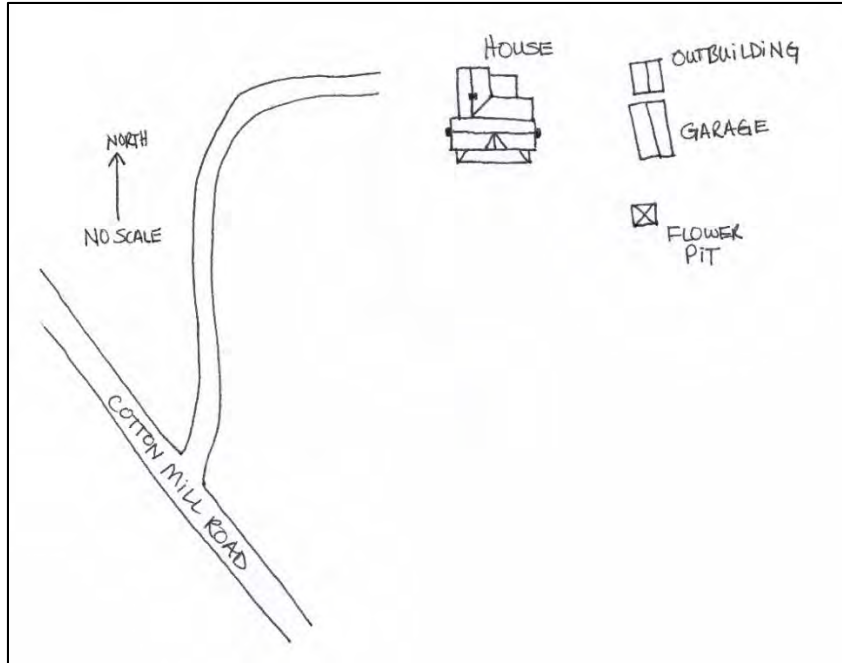 HOUSE
OUTBUILDING
GARAGE
NORTH
NO SCALE
FLOWER
PIT
COTTON MILL ROAD